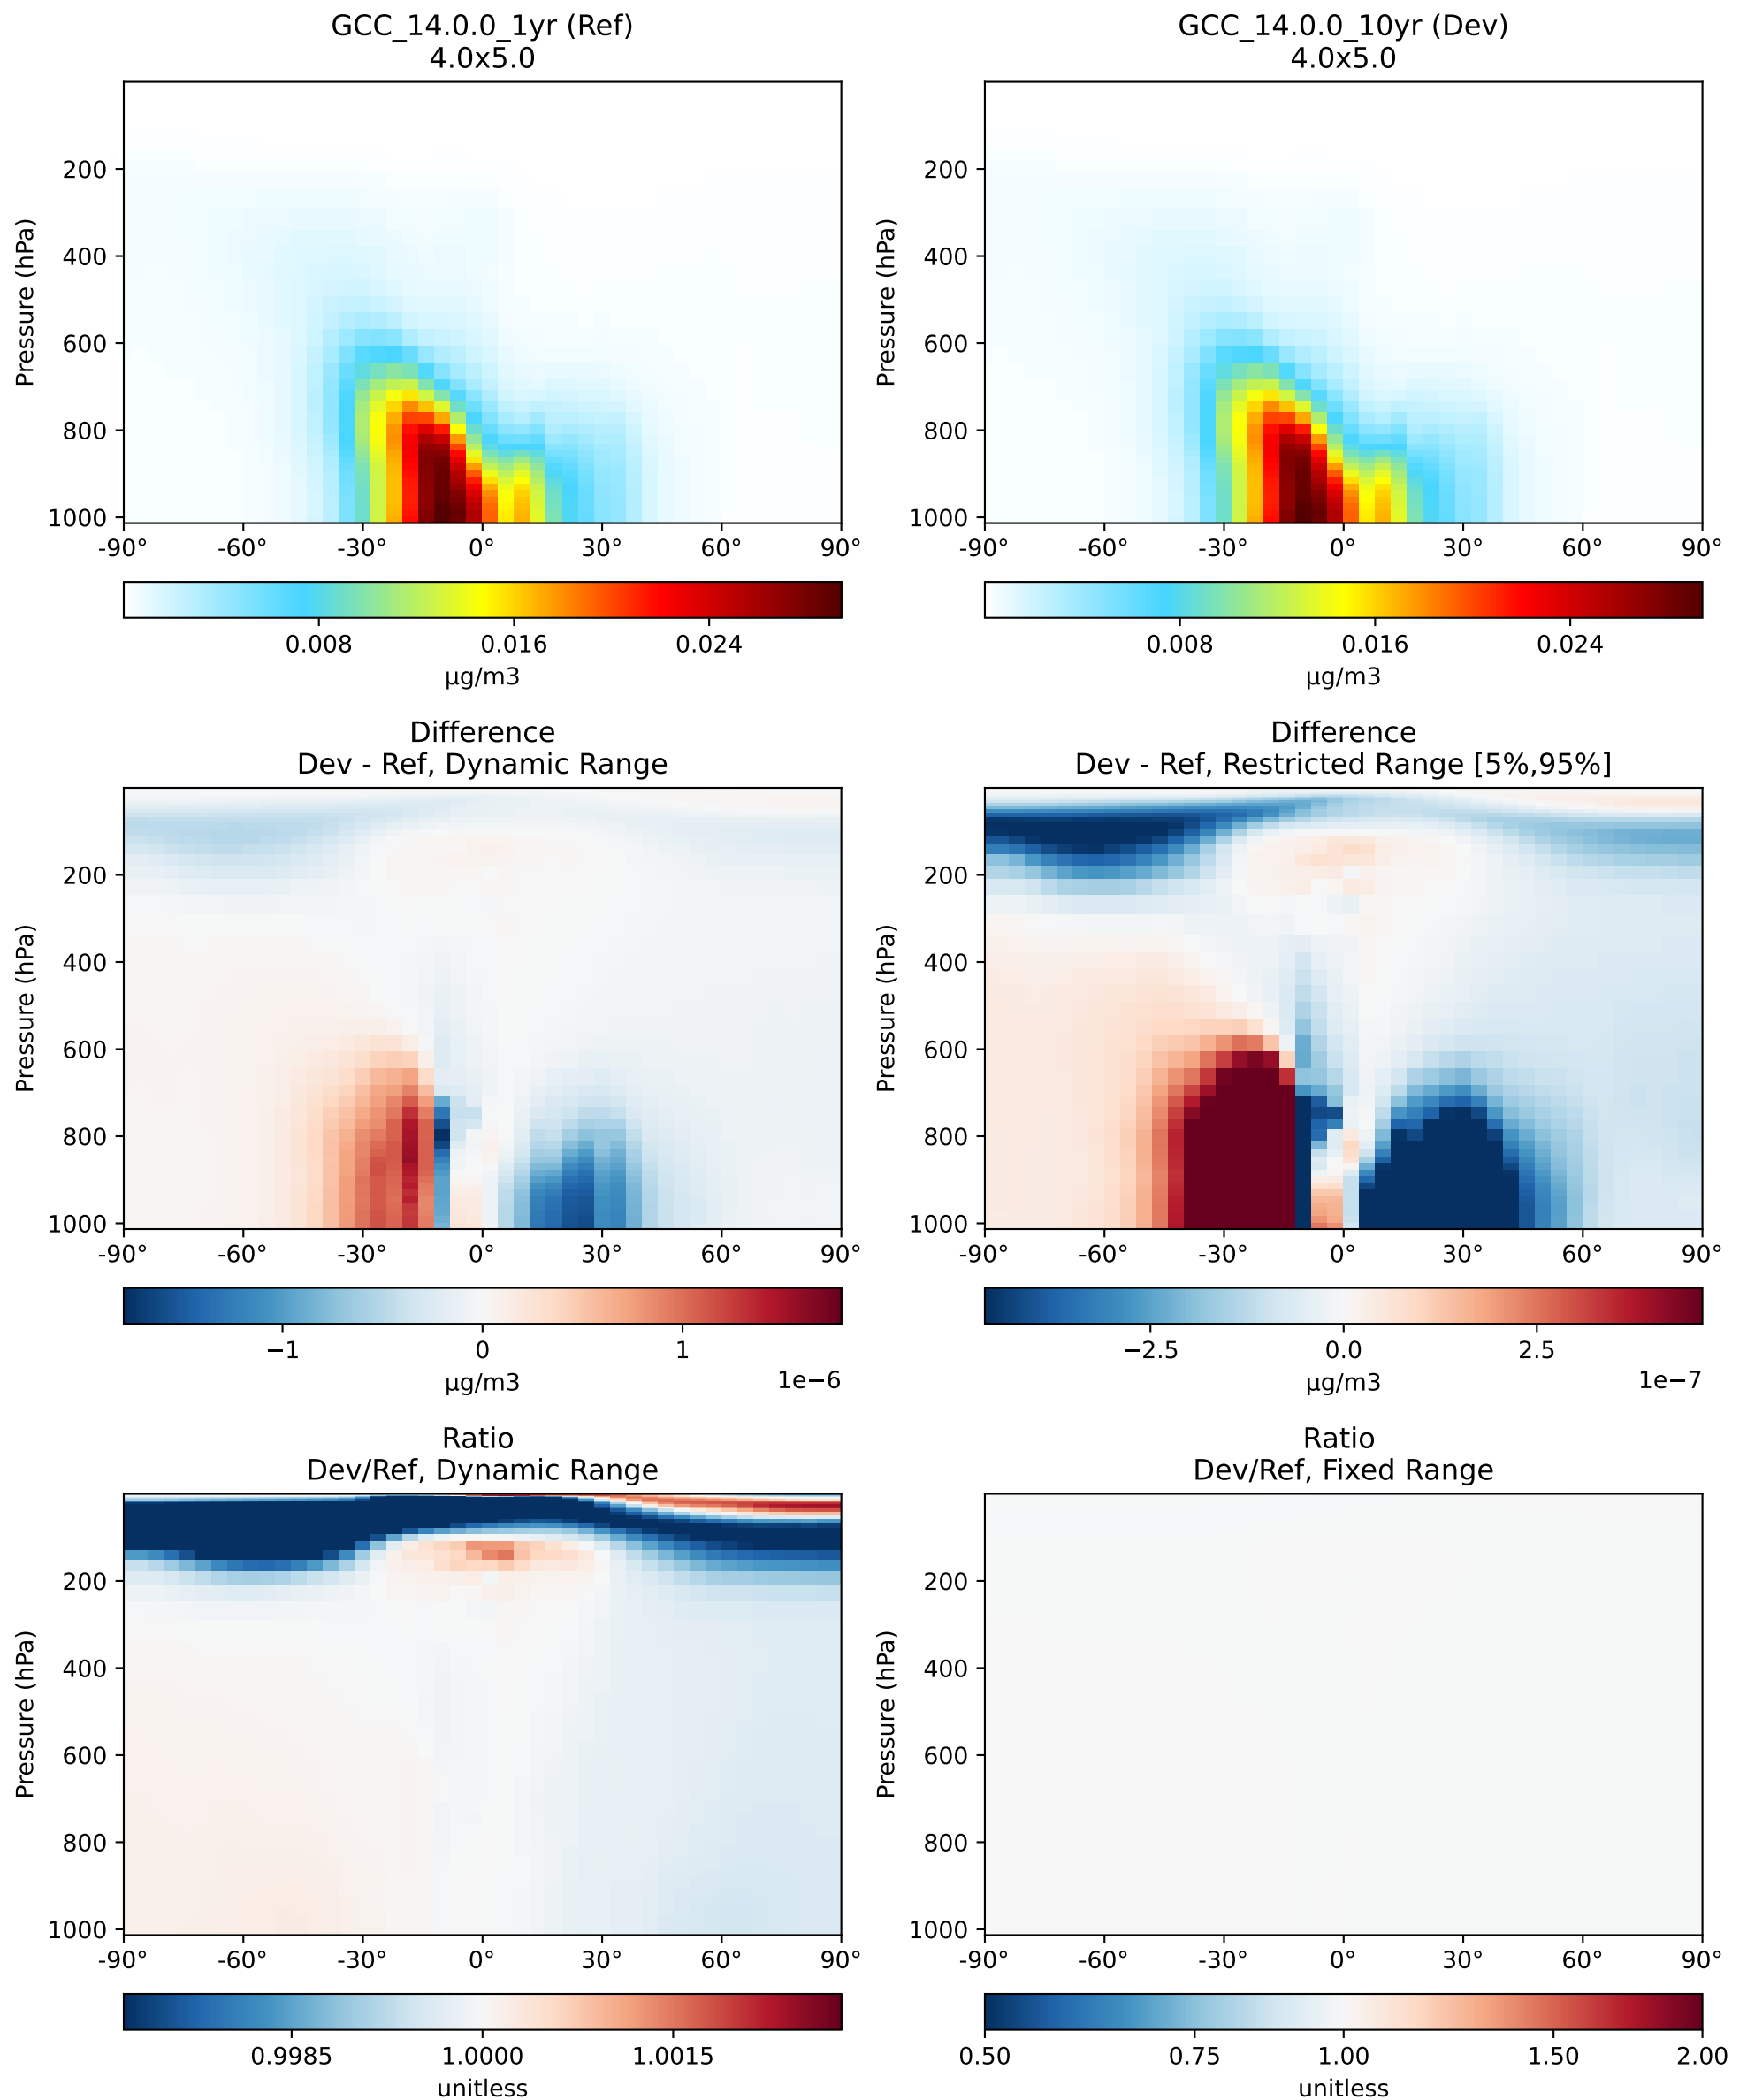 GCC_14.0.0_1yr (Ref)
4.0x5.0
Pressure (hPa)
200
400
600
800
1000
-90° -60° -30° 0° 30° 60° 90°
0.008 0.016 0.024
µg/m3
GCC_14.0.0_10yr (Dev)
4.0x5.0
Pressure (hPa)
200
400
600
800
1000
-90° -60° -30° 0° 30° 60° 90°
0.008 0.016 0.024
µg/m3
Difference
Dev - Ref, Dynamic Range
Pressure (hPa)
200
400
600
800
1000
-90° -60° -30° 0° 30° 60° 90°
−1 0 1
1e−6
µg/m3
Difference
Dev - Ref, Restricted Range [5%,95%]
Pressure (hPa)
200
400
600
800
1000
-90° -60° -30° 0° 30° 60° 90°
−2.5 0.0 2.5
1e−7
µg/m3
Ratio
Dev/Ref, Dynamic Range
Pressure (hPa)
200
400
600
800
1000
-90° -60° -30° 0° 30° 60° 90°
0.9985 1.0000 1.0015
unitless
Ratio
Dev/Ref, Fixed Range
Pressure (hPa)
200
400
600
800
1000
-90° -60° -30° 0° 30° 60° 90°
0.50 0.75 1.00 1.50 2.00
unitless